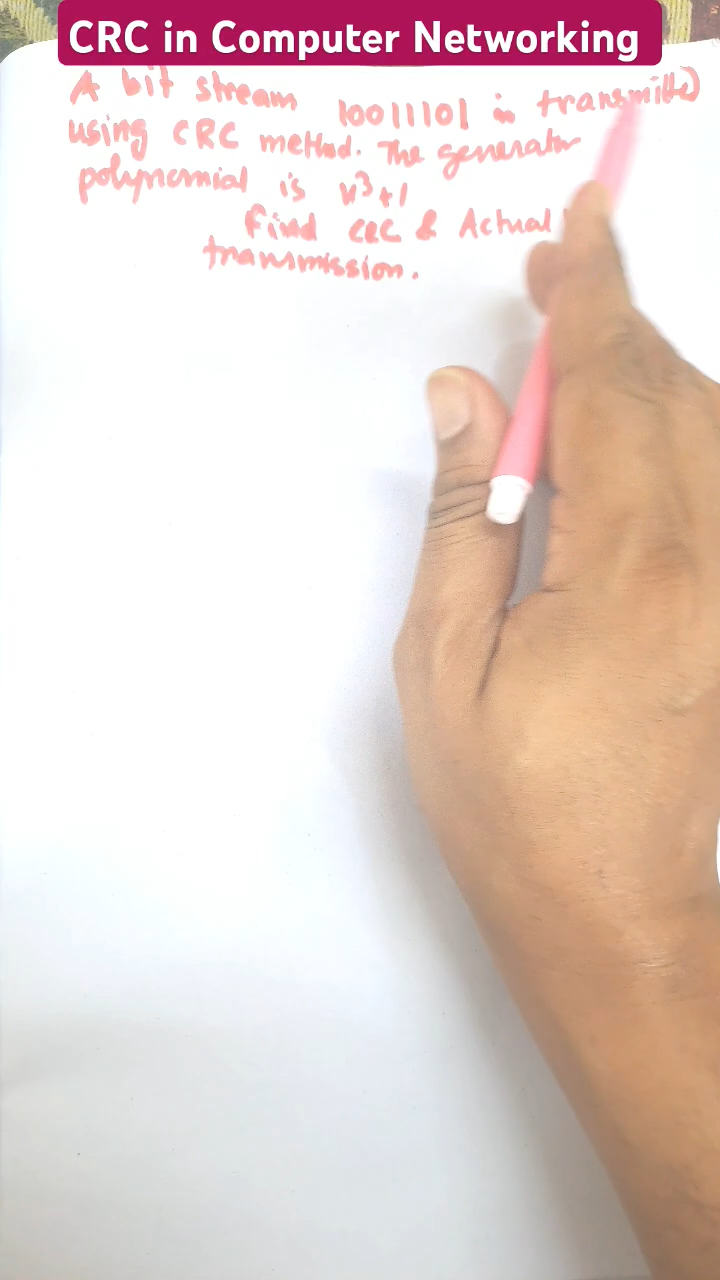 CRC in Computer Networking
A bit stream 10011101 is transmitted
using CRC method. The generator
polynomial is x³+1
Find CRC & Actual
transmission.